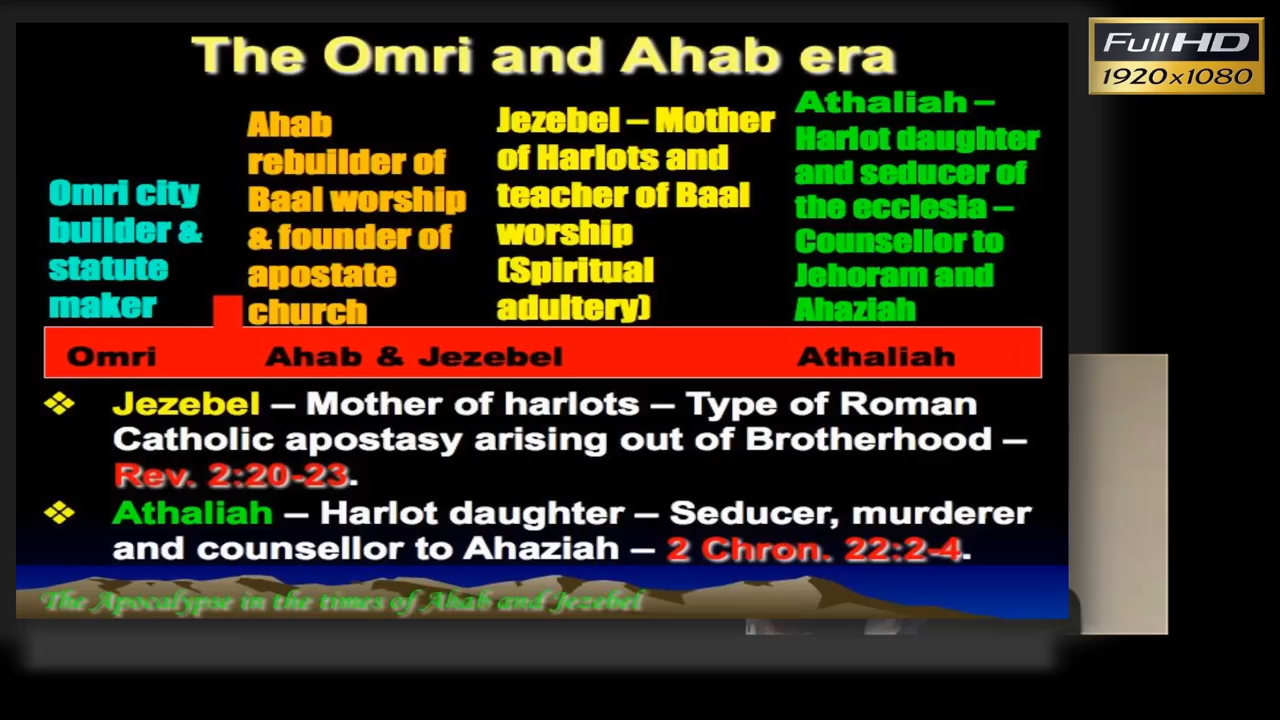 The Omri and Ahab era
Full HD
1920x1080
Omri city
builder &
statute
maker
Ahab
rebuilder of
Baal worship
& founder of
apostate
church
Jezebel – Mother
of Harlots and
teacher of Baal
worship
(Spiritual
adultery)
Athaliah –
Harlot daughter
and seducer of
the ecclesia –
Counsellor to
Jehoram and
Ahaziah
Omri Ahab & Jezebel Athaliah
❖ Jezebel – Mother of harlots – Type of Roman
Catholic apostasy arising out of Brotherhood –
Rev. 2:20-23.
❖ Athaliah – Harlot daughter – Seducer, murderer
and counsellor to Ahaziah – 2 Chron. 22:2-4.
The Apocalypse in the times of Ahab and Jezebel